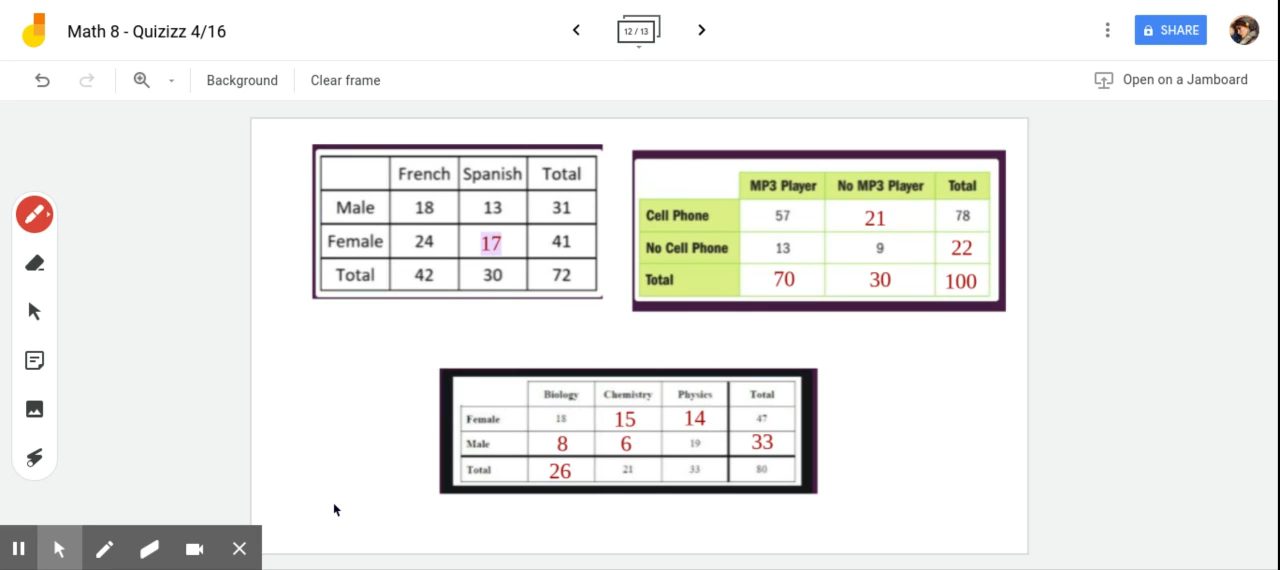 Math 8 - Quizizz 4/16
12 / 13
SHARE
Background
Clear frame
Open on a Jamboard
French Spanish Total
Male 18 13 31
Female 24 17 41
Total 42 30 72
MP3 Player No MP3 Player Total
Cell Phone 57 21 78
No Cell Phone 13 9 22
Total 70 30 100
Biology Chemistry Physics Total
Female 18 15 14 47
Male 8 6 19 33
Total 26 21 33 80